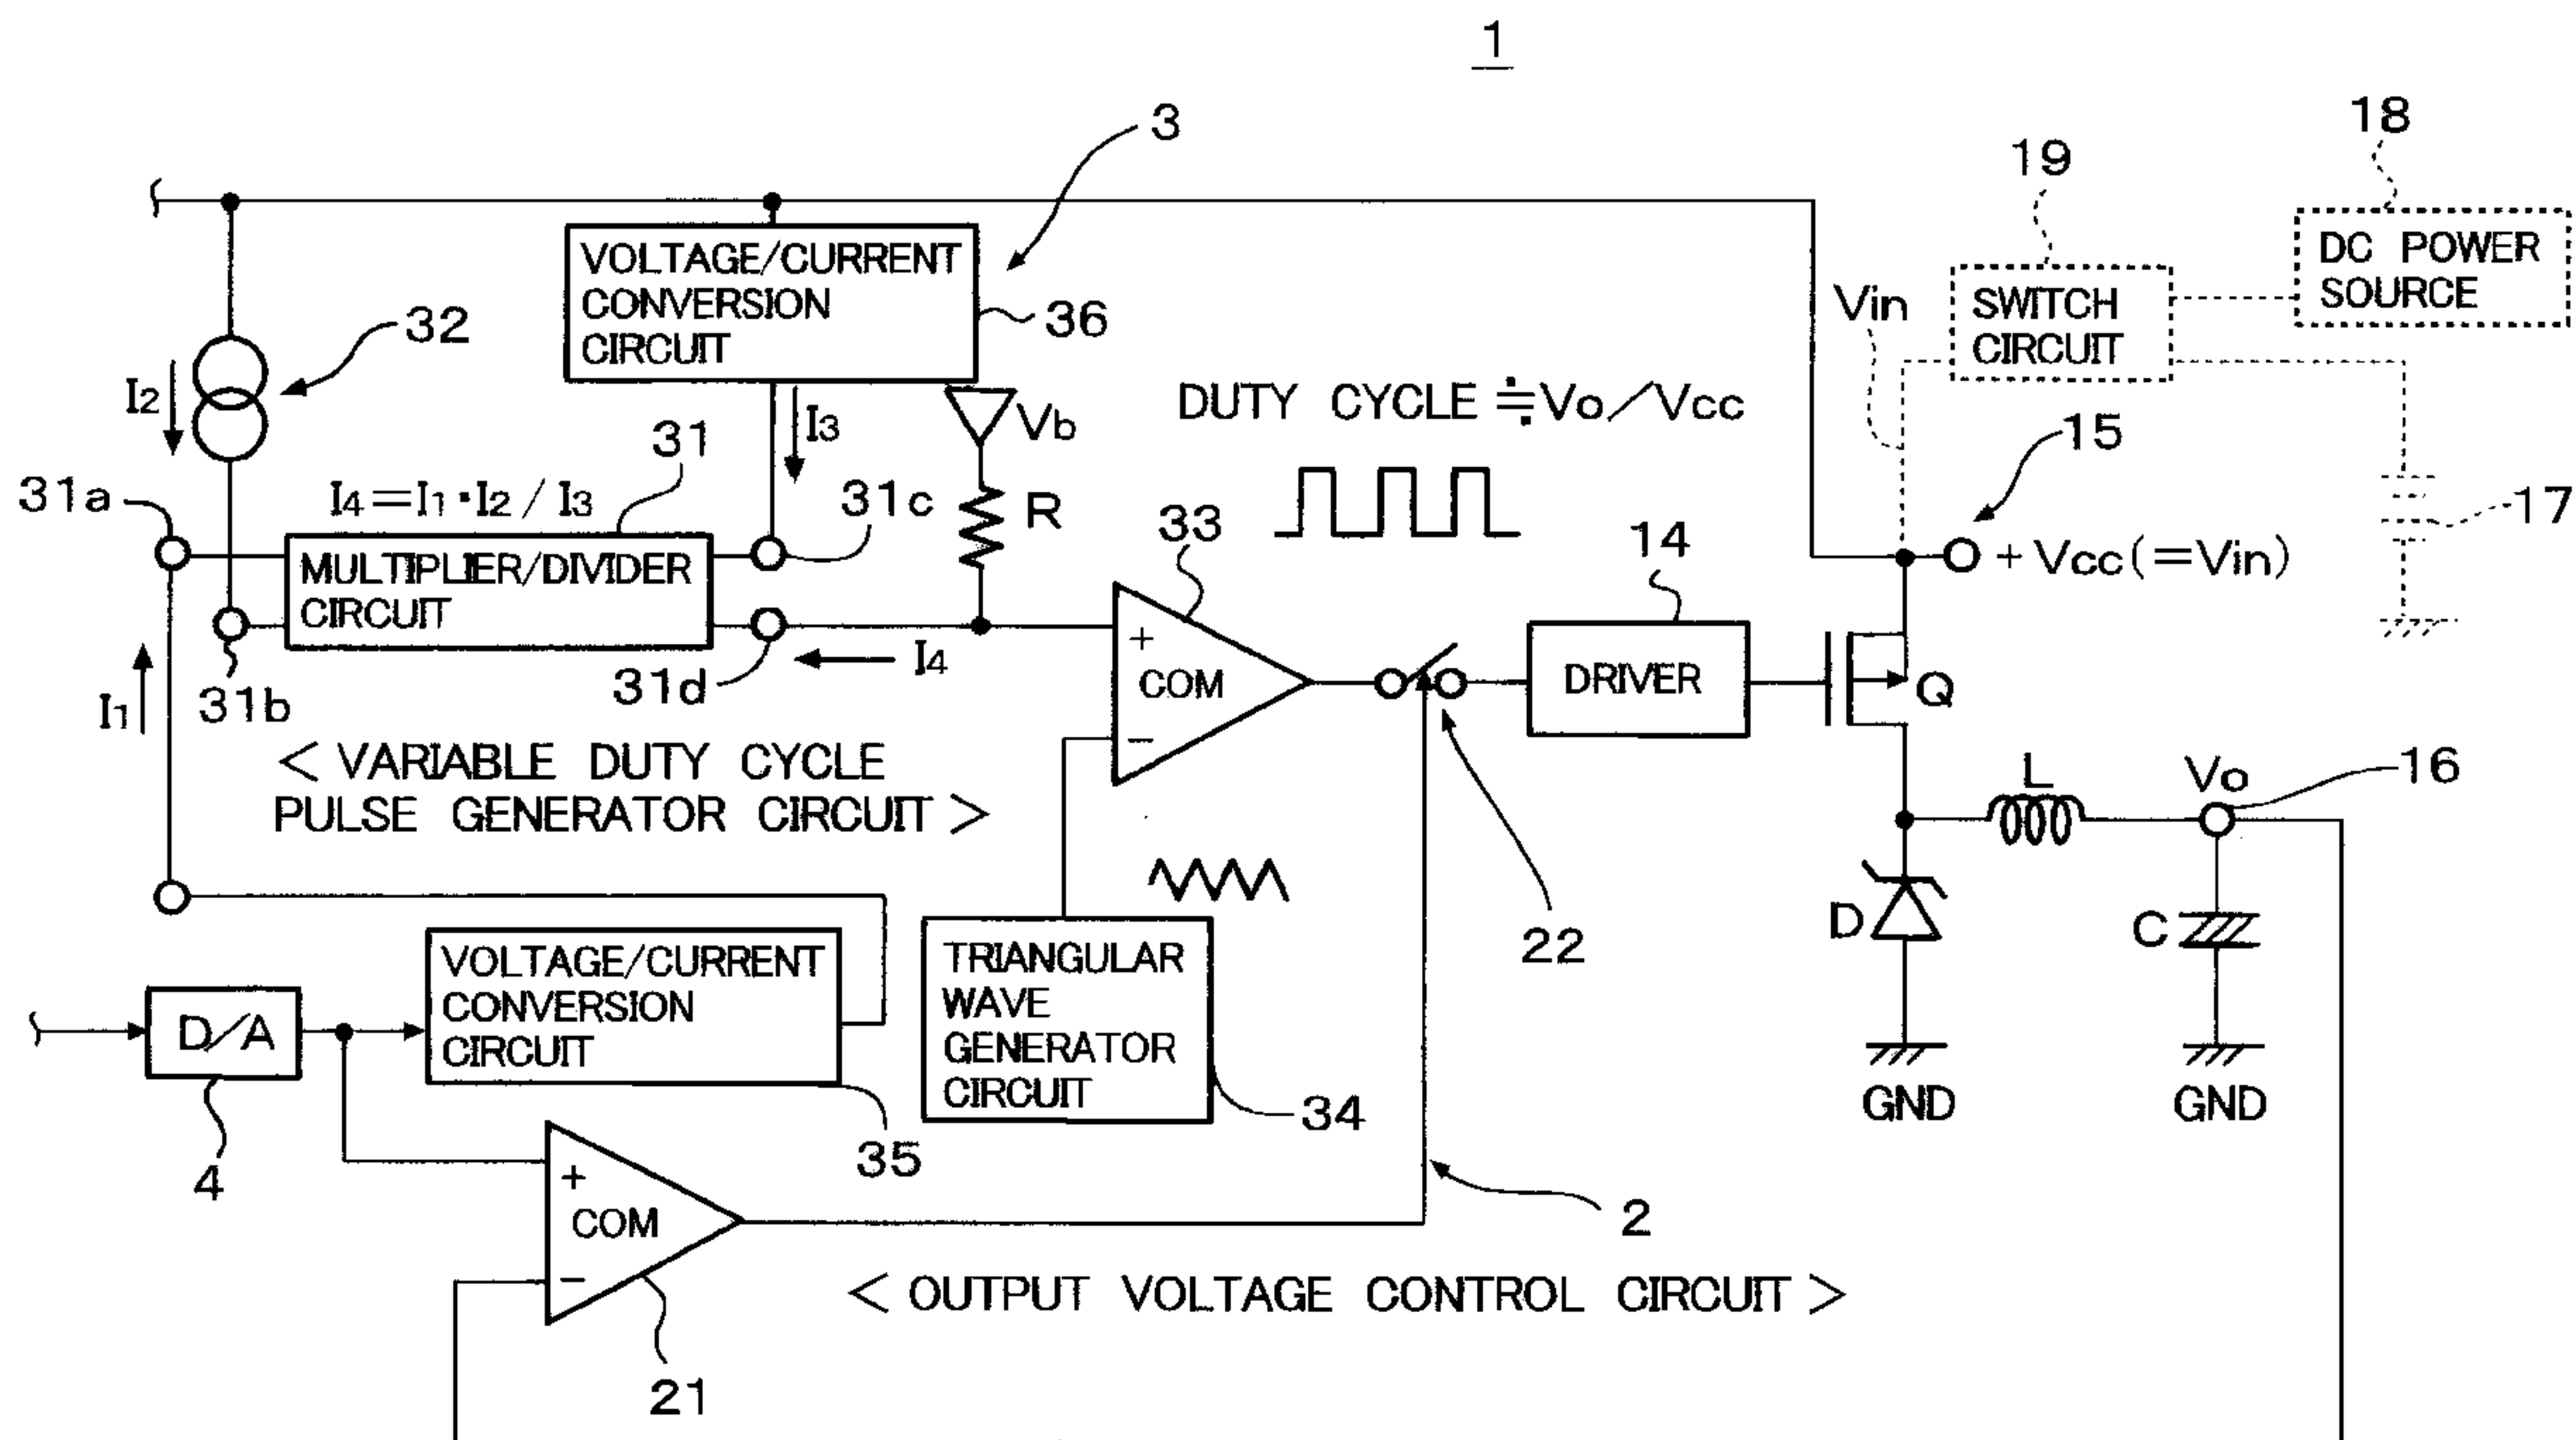 1
3
18
19
DC POWER
SOURCE
VOLTAGE/CURRENT
CONVERSION
CIRCUIT
36
SWITCH
CIRCUIT
Vin
32
I2
I3
Vb
DUTY CYCLE ≒Vo/Vcc
15
31
31a
I4=I1·I2/I3
31c
R
33
14
17
+Vcc(=Vin)
MULTIPLIER/DIVIDER
CIRCUIT
+
COM
−
DRIVER
Q
I4
31d
31b
I1
< VARIABLE DUTY CYCLE
PULSE GENERATOR CIRCUIT >
L
Vo
16
22
D
C
VOLTAGE/CURRENT
CONVERSION
CIRCUIT
TRIANGULAR
WAVE
GENERATOR
CIRCUIT
D/A
GND
GND
34
35
4
+
COM
−
2
< OUTPUT VOLTAGE CONTROL CIRCUIT >
21